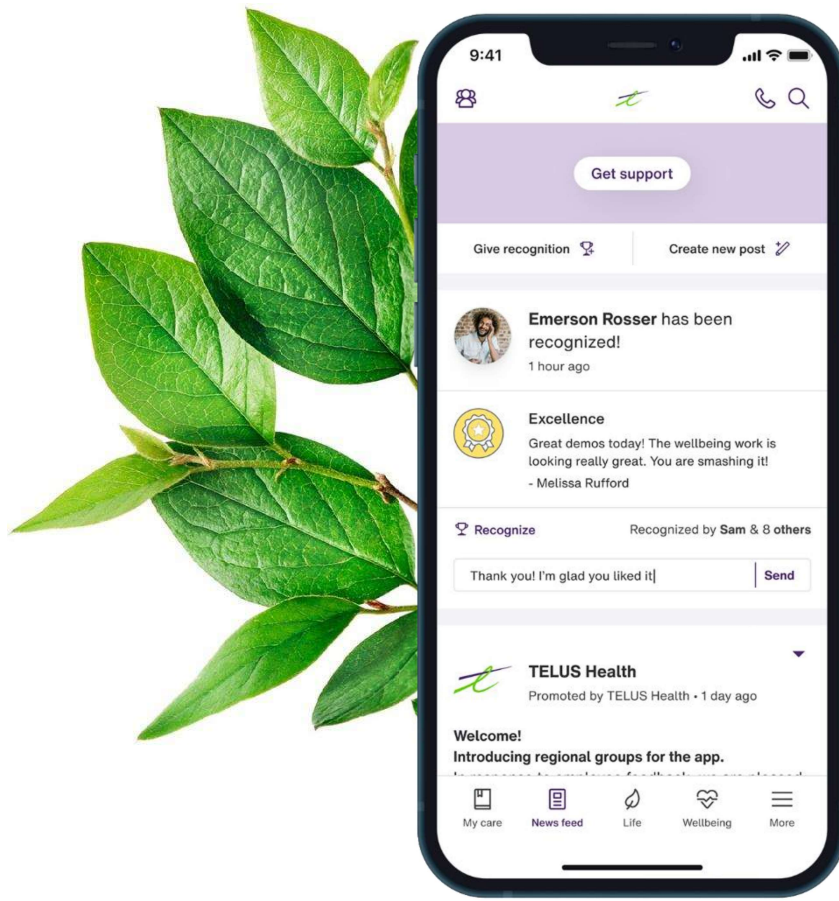 9:41
Get support
Give recognition
Create new post
Emerson Rosser has been
recognized!
1 hour ago
Excellence
Great demos today! The wellbeing work is
looking really great. You are smashing it!
- Melissa Rufford
Recognize
Recognized by Sam & 8 others
Thank you! I'm glad you liked it
Send
TELUS Health
Promoted by TELUS Health • 1 day ago
Welcome!
Introducing regional groups for the app.
My care
News feed
Life
Wellbeing
More